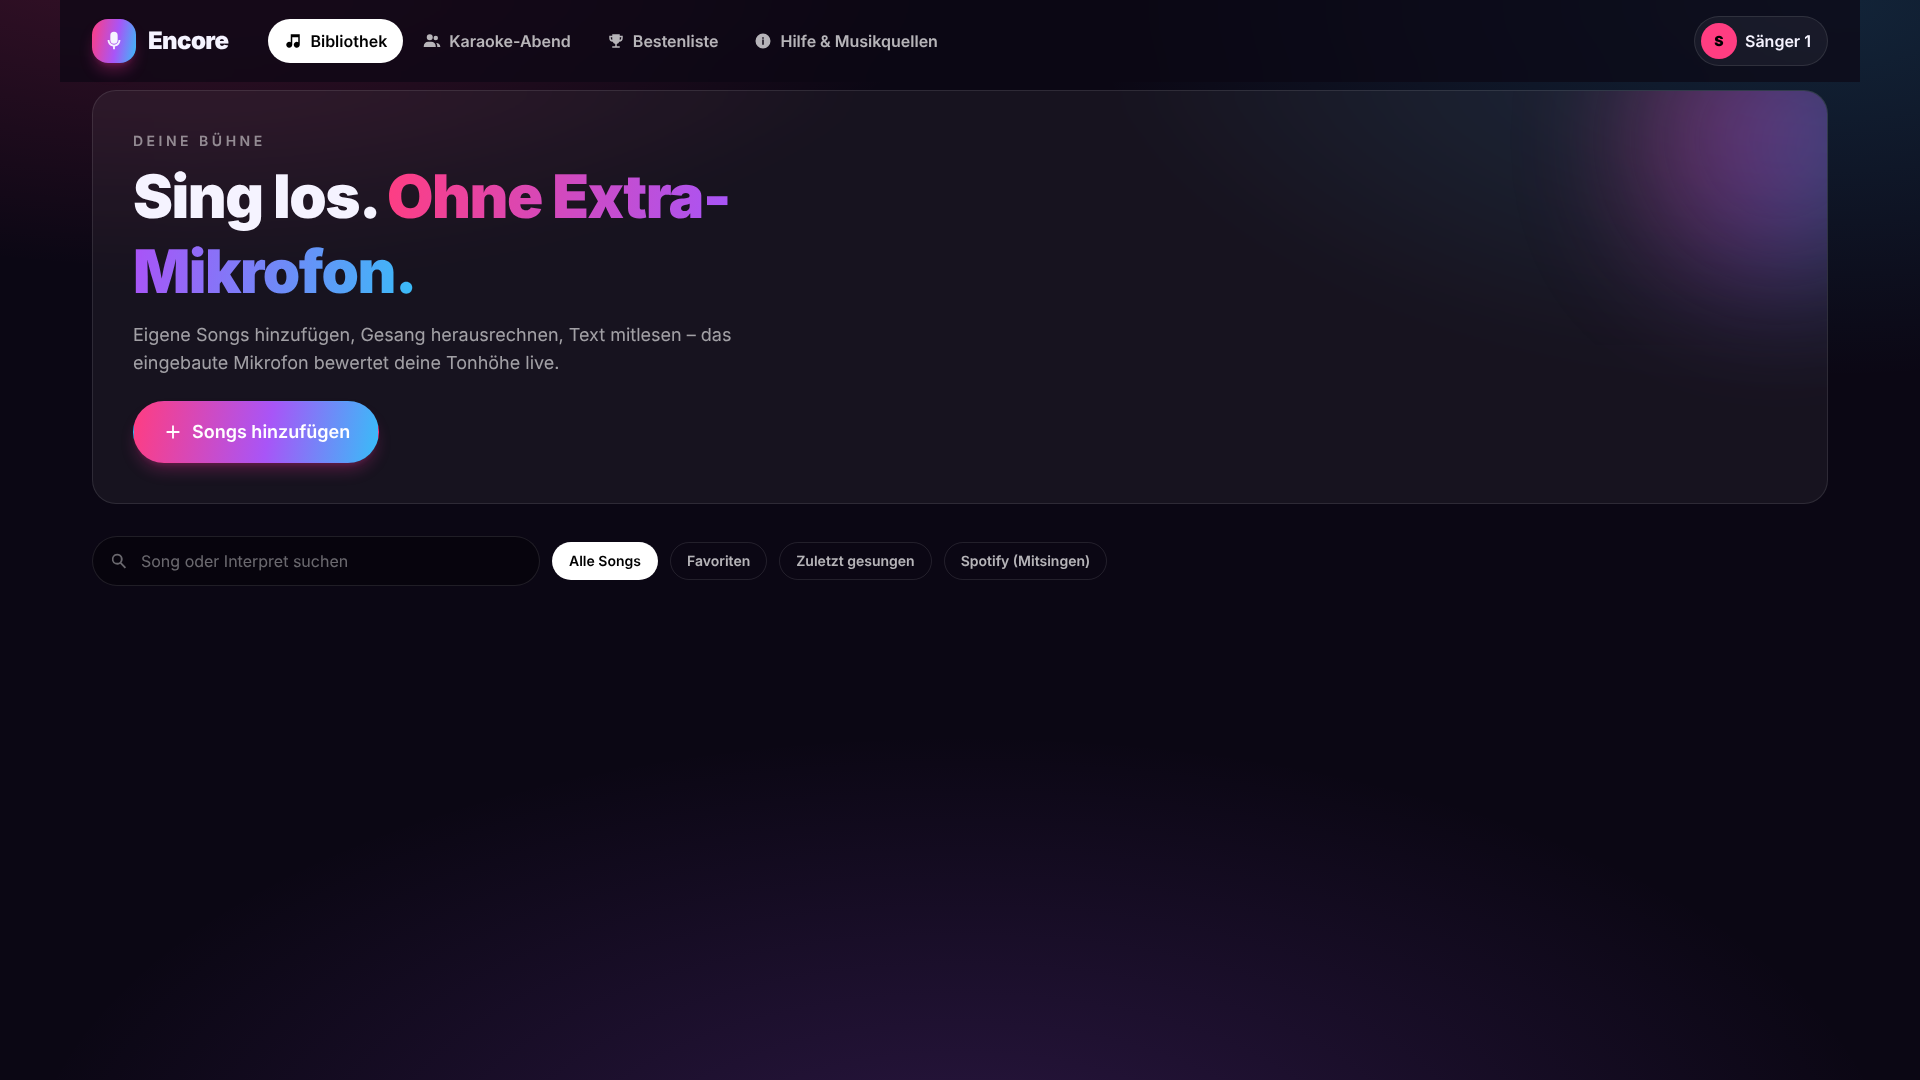 Encore
Bibliothek
Karaoke-Abend
Bestenliste
Hilfe & Musikquellen
S
Sänger 1
DEINE BÜHNE
Sing los. Ohne Extra-
Mikrofon.
Eigene Songs hinzufügen, Gesang herausrechnen, Text mitlesen – das
eingebaute Mikrofon bewertet deine Tonhöhe live.
Songs hinzufügen
Song oder Interpret suchen
Alle Songs
Favoriten
Zuletzt gesungen
Spotify (Mitsingen)